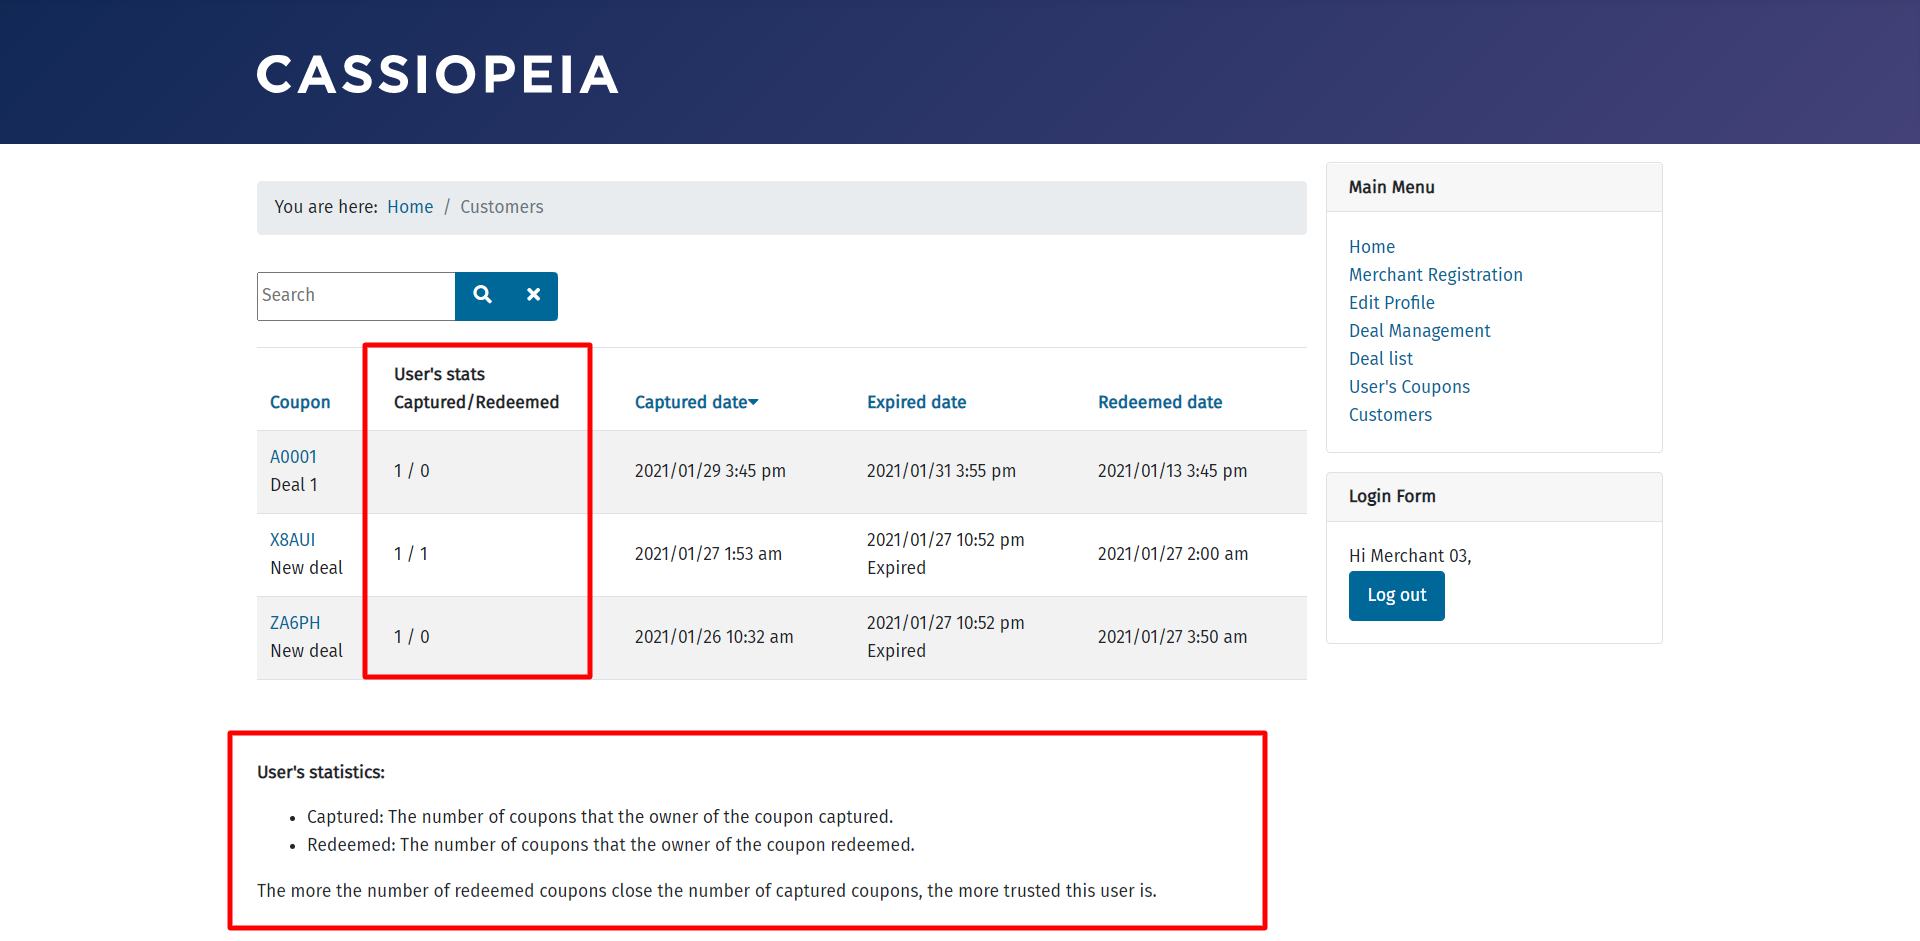 CASSIOPEIA
You are here: Home / Customers
Search
Coupon
User's stats
Captured/Redeemed
Captured date
Expired date
Redeemed date
A0001
Deal 1
1 / 0
2021/01/29 3:45 pm
2021/01/31 3:55 pm
2021/01/13 3:45 pm
X8AUI
New deal
1 / 1
2021/01/27 1:53 am
2021/01/27 10:52 pm
Expired
2021/01/27 2:00 am
ZA6PH
New deal
1 / 0
2021/01/26 10:32 am
2021/01/27 10:52 pm
Expired
2021/01/27 3:50 am
User's statistics:
• Captured: The number of coupons that the owner of the coupon captured.
• Redeemed: The number of coupons that the owner of the coupon redeemed.
The more the number of redeemed coupons close the number of captured coupons, the more trusted this user is.
Main Menu
Home
Merchant Registration
Edit Profile
Deal Management
Deal list
User's Coupons
Customers
Login Form
Hi Merchant 03,
Log out